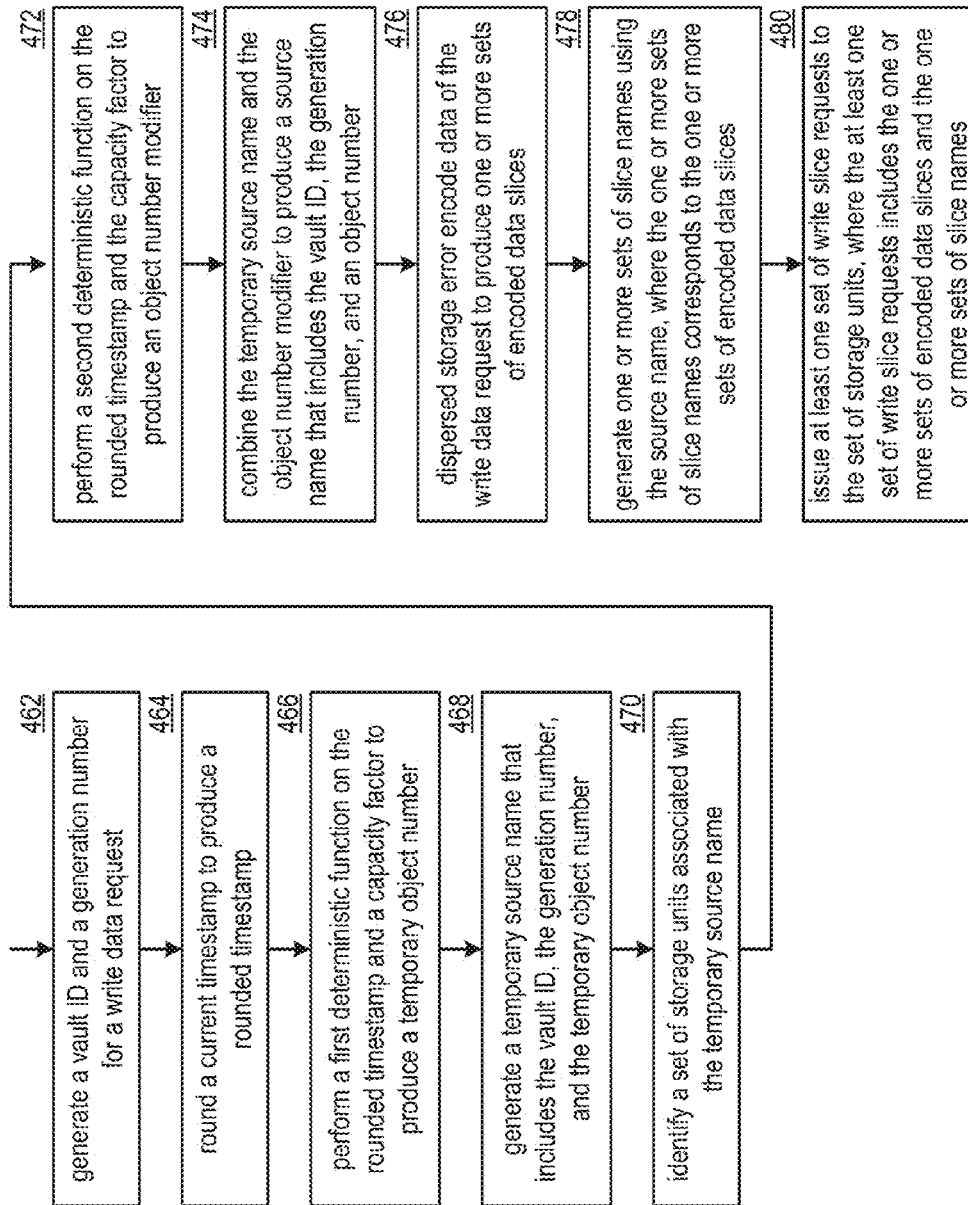 462
generate a vault ID and a generation number
for a write data request
464
round a current timestamp to produce a
rounded timestamp
466
perform a first deterministic function on the
rounded timestamp and a capacity factor to
produce a temporary object number
468
generate a temporary source name that
includes the vault ID, the generation number,
and the temporary object number
470
identify a set of storage units associated with
the temporary source name
472
perform a second deterministic function on the
rounded timestamp and the capacity factor to
produce an object number modifier
474
combine the temporary source name and the
object number modifier to produce a source
name that includes the vault ID, the generation
number, and an object number
476
dispersed storage error encode data of the
write data request to produce one or more sets
of encoded data slices
478
generate one or more sets of slice names using
the source name, where the one or more sets
of slice names corresponds to the one or more
sets of encoded data slices
480
issue at least one set of write slice requests to
the set of storage units, where the at least one
set of write slice requests includes the one or
more sets of encoded data slices and the one
or more sets of slice names